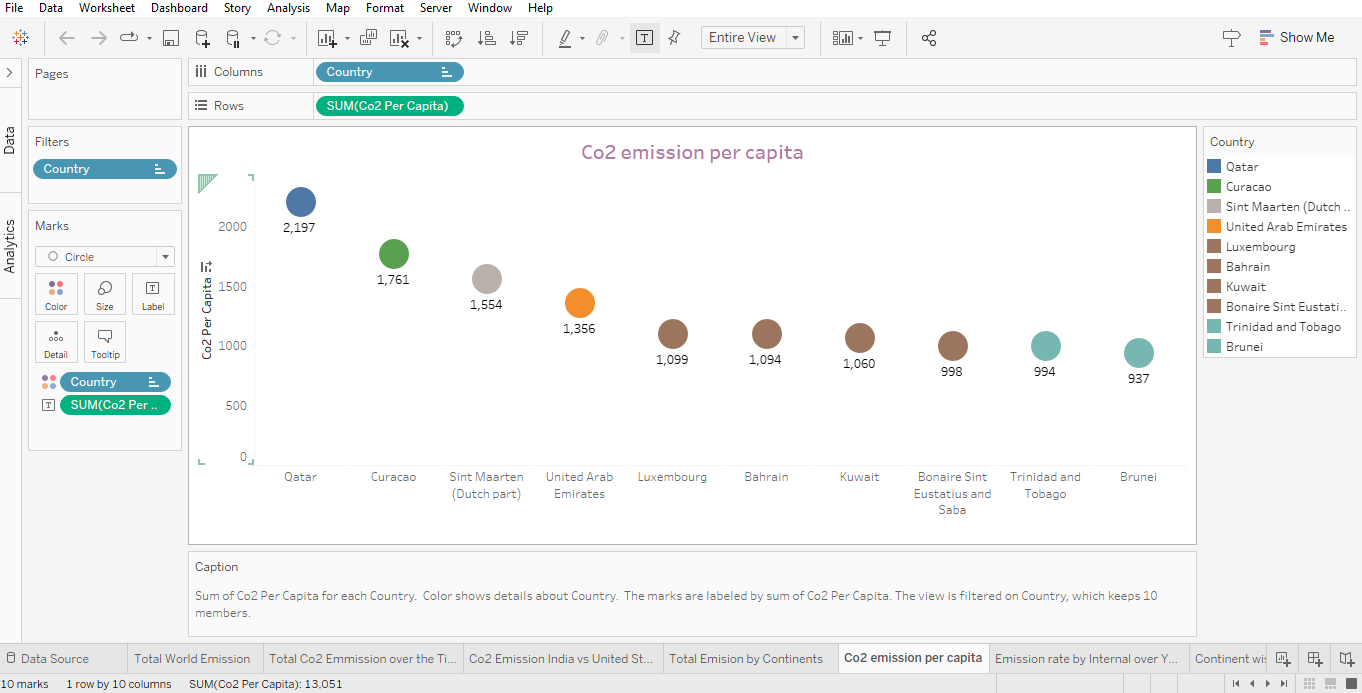 File Data Worksheet Dashboard Story Analysis Map Format Server Window Help
Entire View
Show Me
Data
Analytics
Pages
Columns
Country
Rows
SUM(Co2 Per Capita)
Filters
Country
Marks
Circle
Color Size Label
Detail Tooltip
Country
SUM(Co2 Per ..
Co2 emission per capita
Co2 Per Capita
2000
1500
1000
500
0
2,197
1,761
1,554
1,356
1,099
1,094
1,060
998
994
937
Qatar
Curacao
Sint Maarten
(Dutch part)
United Arab
Emirates
Luxembourg
Bahrain
Kuwait
Bonaire Sint
Eustatius and
Saba
Trinidad and
Tobago
Brunei
Country
Qatar
Curacao
Sint Maarten (Dutch ..
United Arab Emirates
Luxembourg
Bahrain
Kuwait
Bonaire Sint Eustati..
Trinidad and Tobago
Brunei
Caption
Sum of Co2 Per Capita for each Country.  Color shows details about Country.  The marks are labeled by sum of Co2 Per Capita. The view is filtered on Country, which keeps 10
members.
Data Source
Total World Emission
Total Co2 Emmission over the Ti...
Co2 Emission India vs United St...
Total Emision by Continents
Co2 emission per capita
Emission rate by Internal over Y...
Continent wis
10 marks 1 row by 10 columns SUM(Co2 Per Capita): 13,051